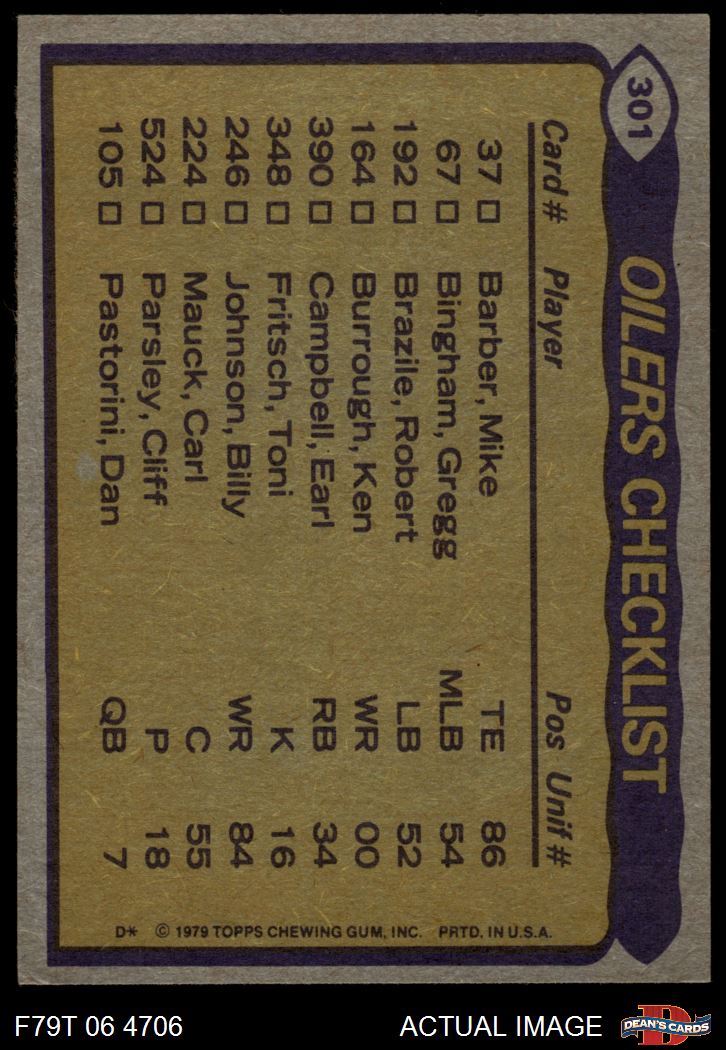 301
OILERS CHECKLIST
Card # Player Pos Unif #
37 □ Barber, Mike TE 86
67 □ Bingham, Gregg MLB 54
192 □ Brazile, Robert LB 52
164 □ Burrough, Ken WR 00
390 □ Campbell, Earl RB 34
348 □ Fritsch, Toni K 16
246 □ Johnson, Billy WR 84
224 □ Mauck, Carl C 55
524 □ Parsley, Cliff P 18
105 □ Pastorini, Dan QB 7
D* © 1979 TOPPS CHEWING GUM, INC. PRTD. IN U.S.A.
F79T 06 4706 ACTUAL IMAGE
D
DEAN'S CARDS